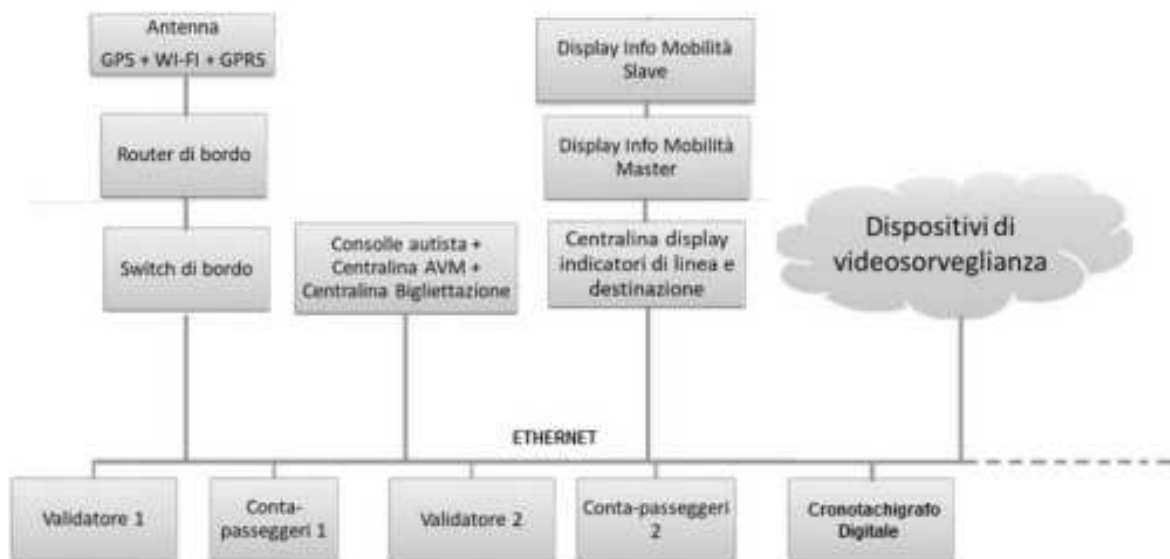 Antenna
GPS + WI-FI + GPRS
Router di bordo
Switch di bordo
Consolle autista +
Centralina AVM +
Centralina Bigliettazione
Display Info Mobilità
Slave
Display Info Mobilità
Master
Centralina display
indicatori di linea e
destinazione
Dispositivi di
videosorveglianza
ETHERNET
Validatore 1
Conta-
passeggeri 1
Validatore 2
Conta-passeggeri
2
Cronotachigrafo
Digitale